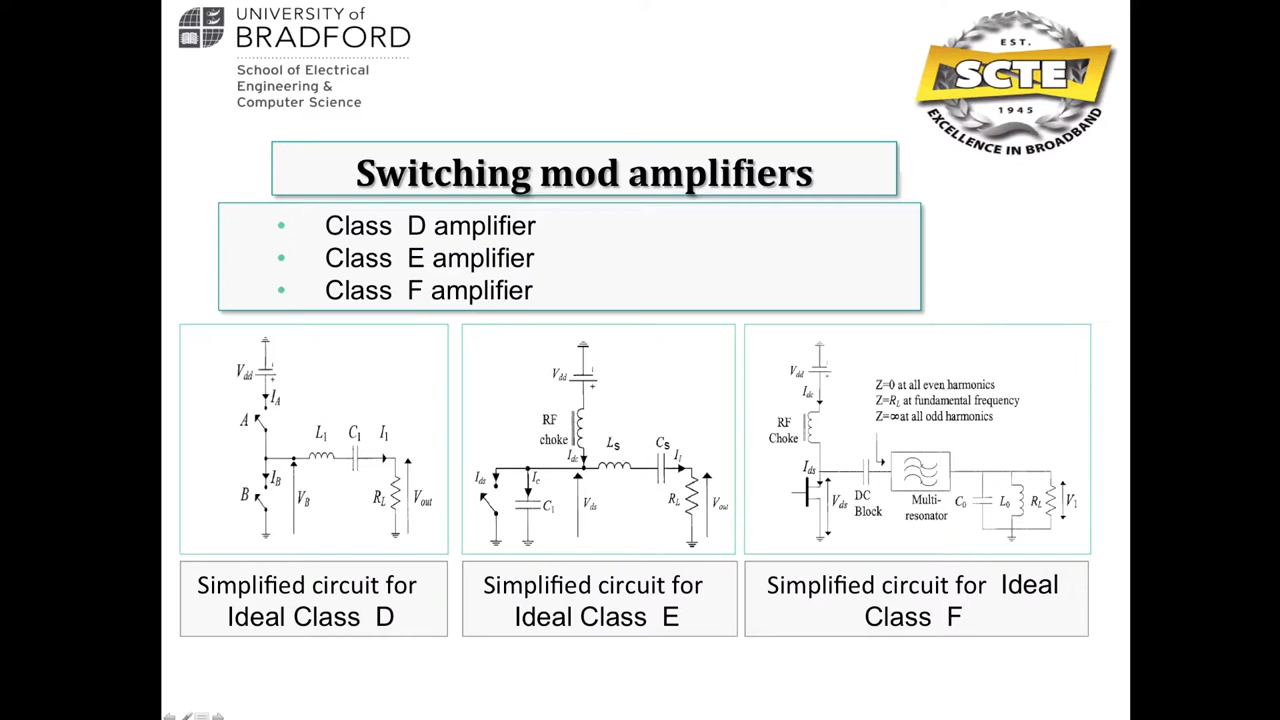 UNIVERSITY of
BRADFORD
School of Electrical
Engineering &
Computer Science
EST.
SCTE
1945
EXCELLENCE IN BROADBAND
Switching mod amplifiers
• Class D amplifier
• Class E amplifier
• Class F amplifier
Vdd
+
IA
A
L1
C1
I1
IB
B
VB
RL
Vout
Simplified circuit for
Ideal Class D
Vdd
+
RF
choke
Idc
Ls
Cs
I1
Ids
Ic
C1
Vds
RL
Vout
Simplified circuit for
Ideal Class E
Vdd
+
Idc
RF
Choke
Z=0 at all even harmonics
Z=RL at fundamental frequency
Z=∞ at all odd harmonics
Ids
Vds
DC
Block
Multi-
resonator
C0
L0
RL
V1
Simplified circuit for Ideal
Class F